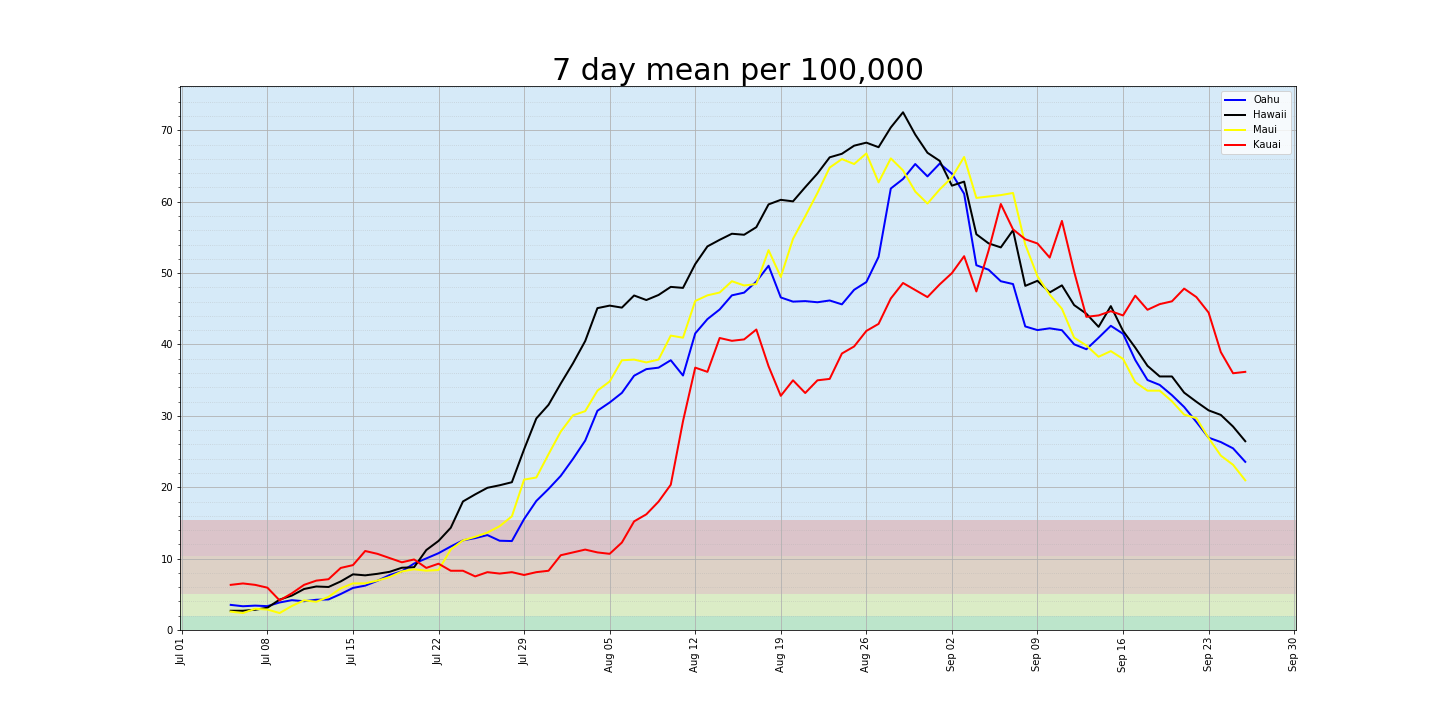 7 day mean per 100,000
Oahu
Hawaii
Maui
Kauai
70
60
50
40
30
20
10
0
Jul 01
Jul 08
Jul 15
Jul 22
Jul 29
Aug 05
Aug 12
Aug 19
Aug 26
Sep 02
Sep 09
Sep 16
Sep 23
Sep 30